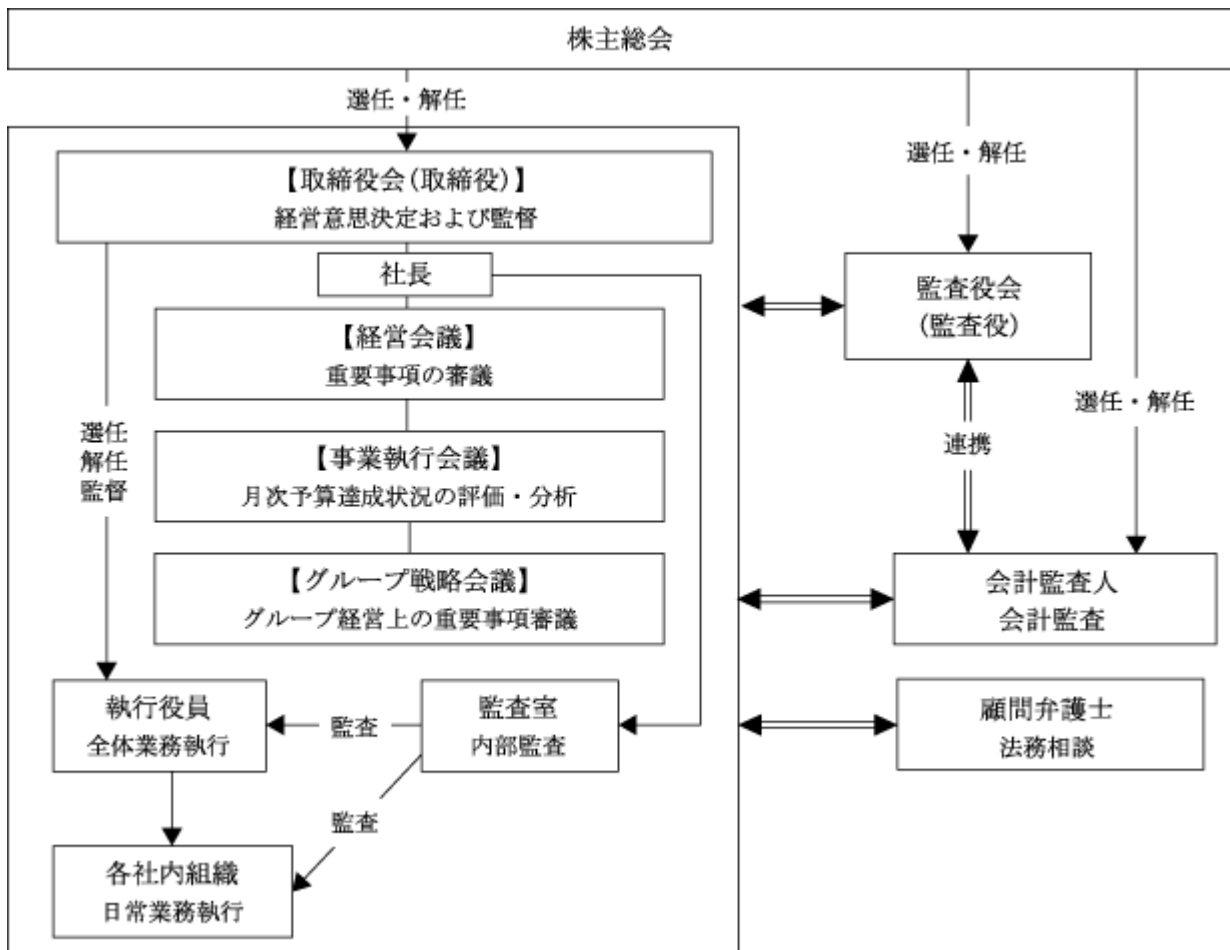 株主総会
選任・解任
選任・解任
選任・解任
【取締役会(取締役)】
経営意思決定および監督
社長
【経営会議】
重要事項の審議
【事業執行会議】
月次予算達成状況の評価・分析
【グループ戦略会議】
グループ経営上の重要事項審議
選任
解任
監督
執行役員
全体業務執行
監査
監査室
内部監査
監査
各社内組織
日常業務執行
監査役会
(監査役)
連携
会計監査人
会計監査
顧問弁護士
法務相談